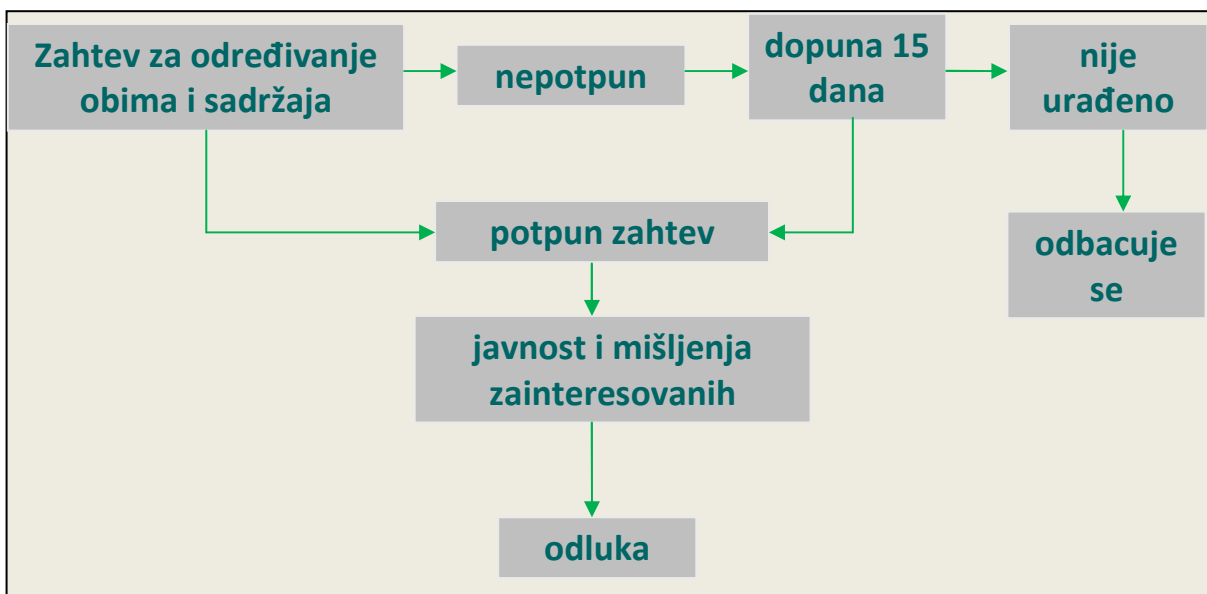 Zahtev za određivanje
obima i sadržaja
nepotpun
dopuna 15
dana
nije
urađeno
potpun zahtev
odbacuje
se
javnost i mišljenja
zainteresovanih
odluka